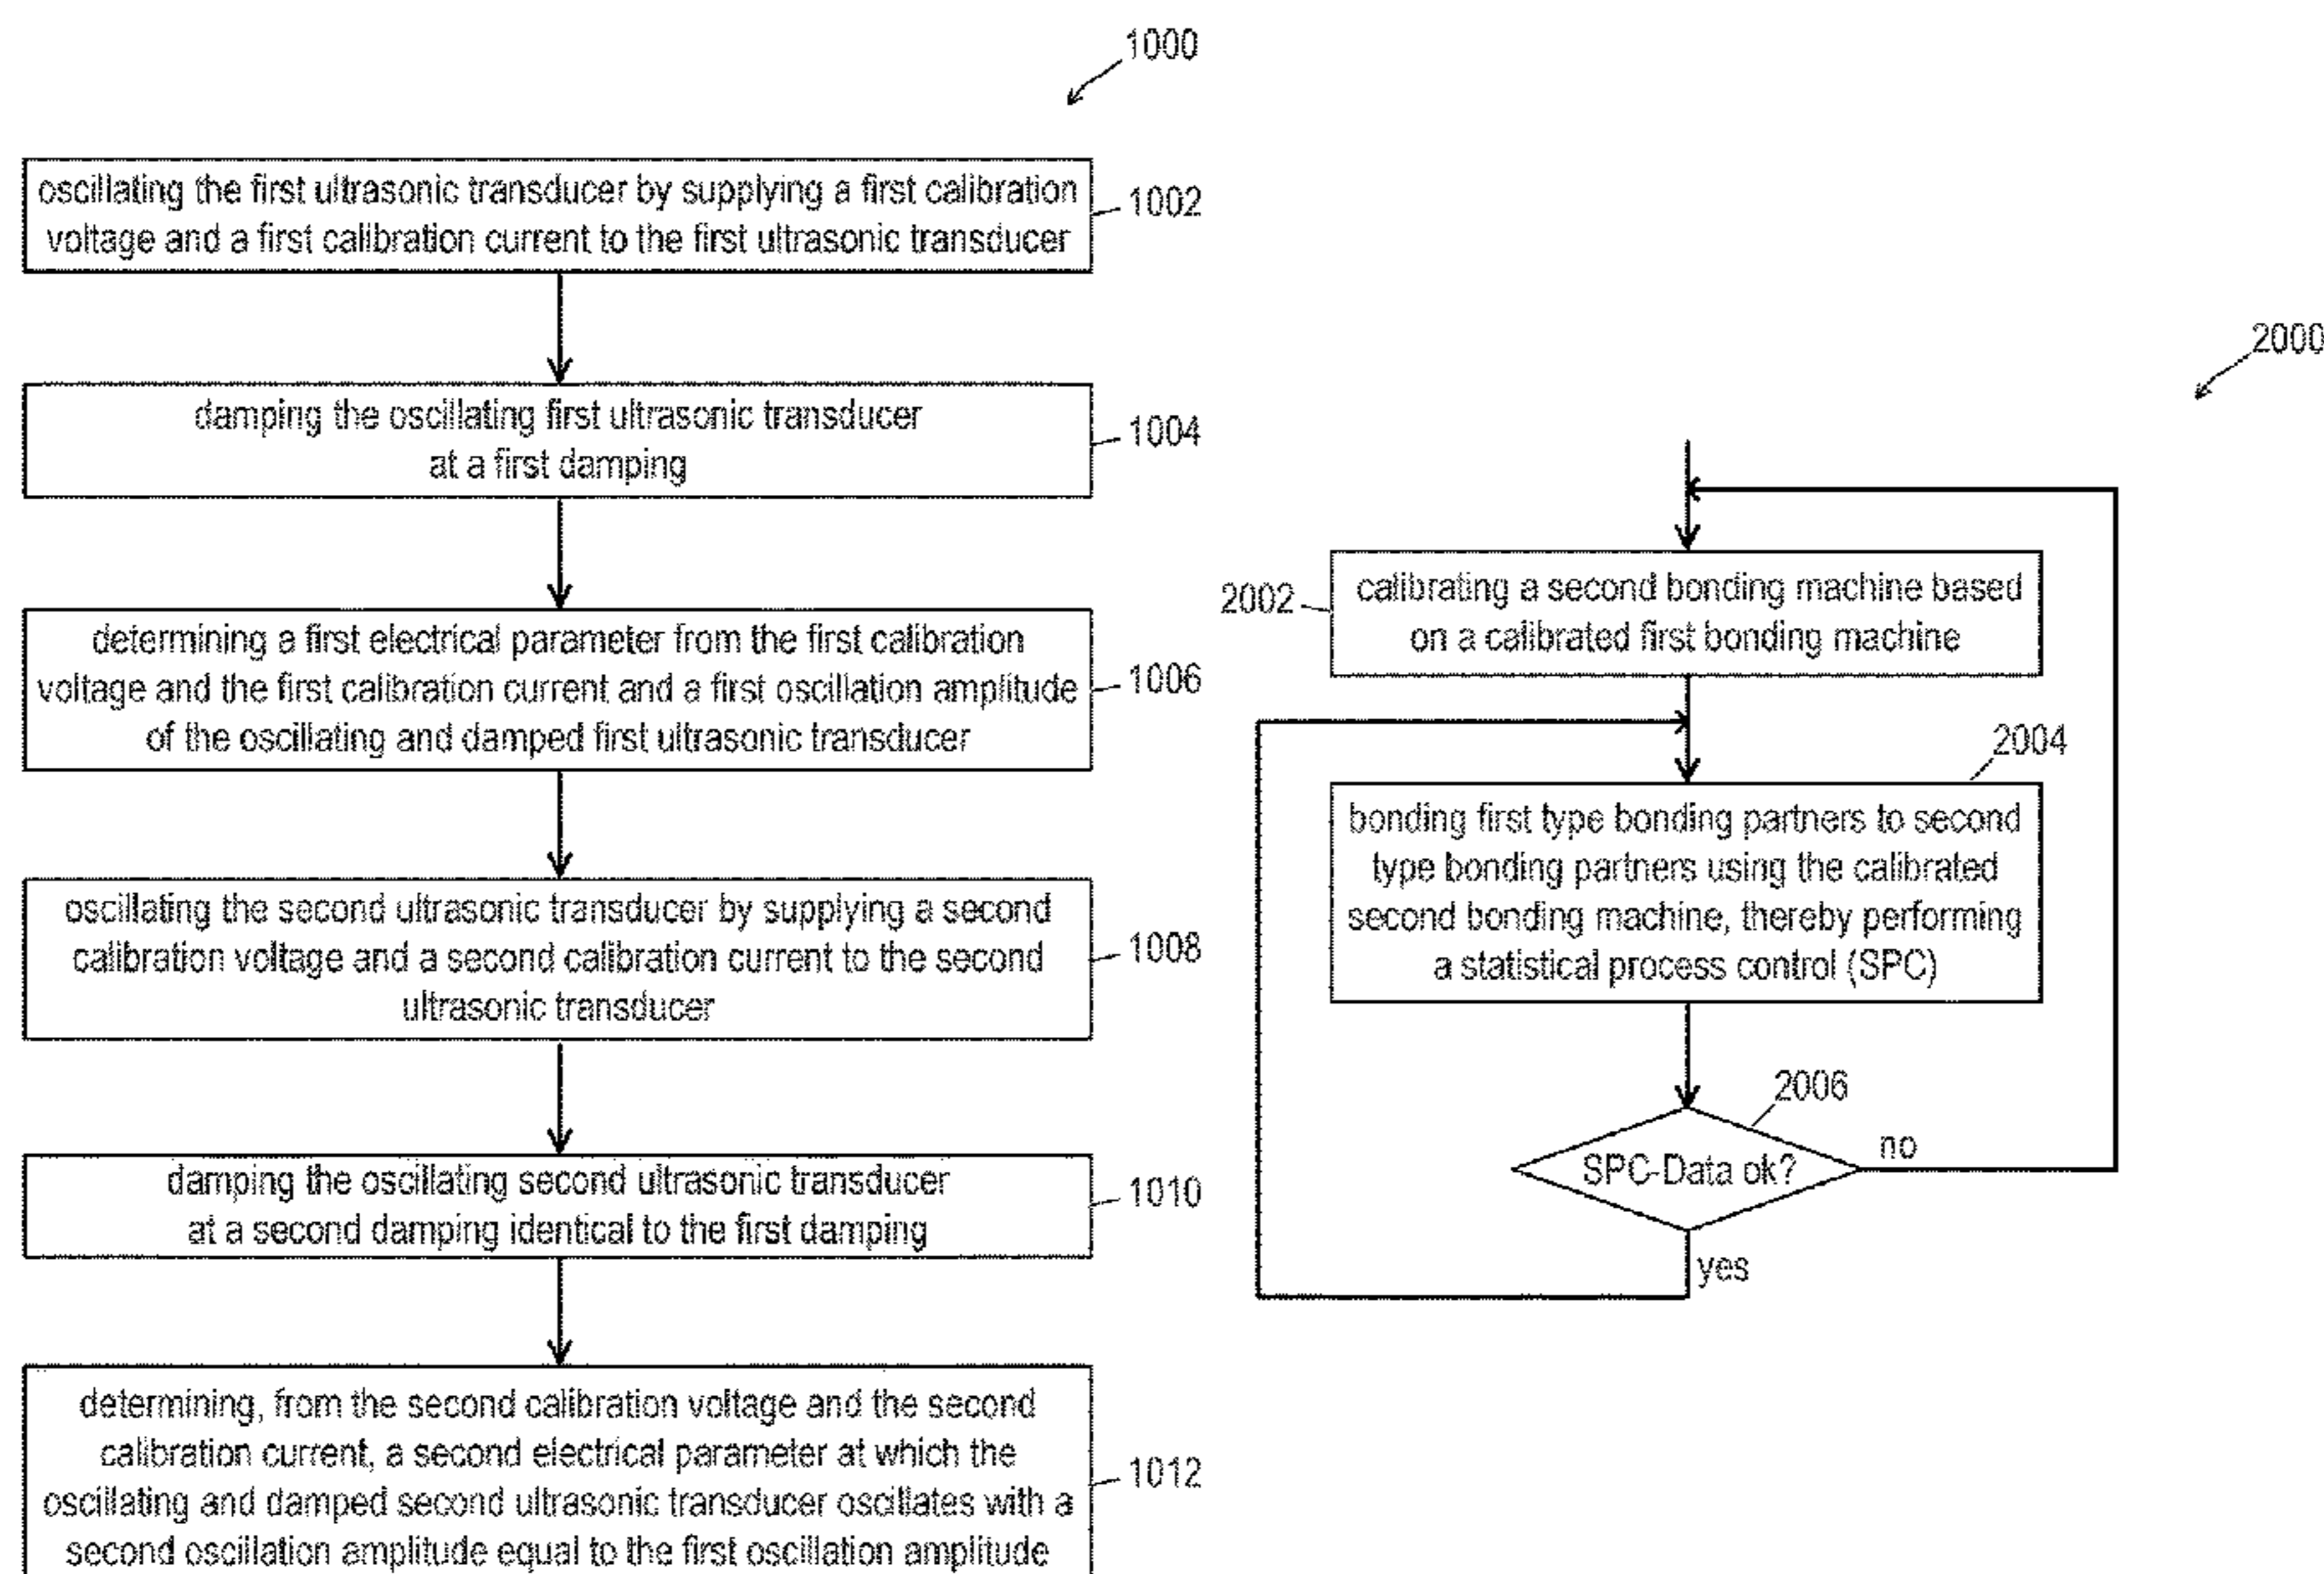 1000
oscillating the first ultrasonic transducer by supplying a first calibration
voltage and a first calibration current to the first ultrasonic transducer
1002
damping the oscillating first ultrasonic transducer
at a first damping
1004
determining a first electrical parameter from the first calibration
voltage and the first calibration current and a first oscillation amplitude
of the oscillating and damped first ultrasonic transducer
1006
oscillating the second ultrasonic transducer by supplying a second
calibration voltage and a second calibration current to the second
ultrasonic transducer
1008
damping the oscillating second ultrasonic transducer
at a second damping identical to the first damping
1010
determining, from the second calibration voltage and the second
calibration current, a second electrical parameter at which the
oscillating and damped second ultrasonic transducer oscillates with a
second oscillation amplitude equal to the first oscillation amplitude
1012
2000
calibrating a second bonding machine based
on a calibrated first bonding machine
2002
bonding first type bonding partners to second
type bonding partners using the calibrated
second bonding machine, thereby performing
a statistical process control (SPC)
2004
SPC-Data ok?
2006
no
yes